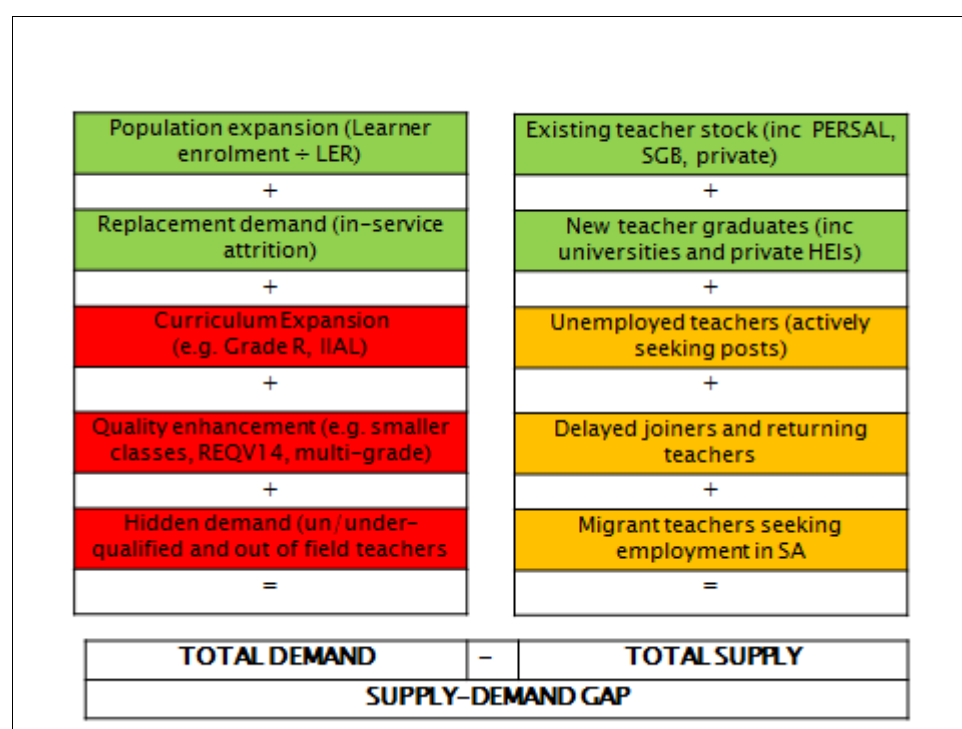 Population expansion (Learner
enrolment ÷ LER)
+
Replacement demand (in-service
attrition)
+
Curriculum Expansion
(e.g. Grade R, IIAL)
+
Quality enhancement (e.g. smaller
classes, REQV14, multi-grade)
+
Hidden demand (un/under-
qualified and out of field teachers
=
Existing teacher stock (inc PERSAL,
SGB, private)
+
New teacher graduates (inc
universities and private HEIs)
+
Unemployed teachers (actively
seeking posts)
+
Delayed joiners and returning
teachers
+
Migrant teachers seeking
employment in SA
=
TOTAL DEMAND - TOTAL SUPPLY
SUPPLY-DEMAND GAP